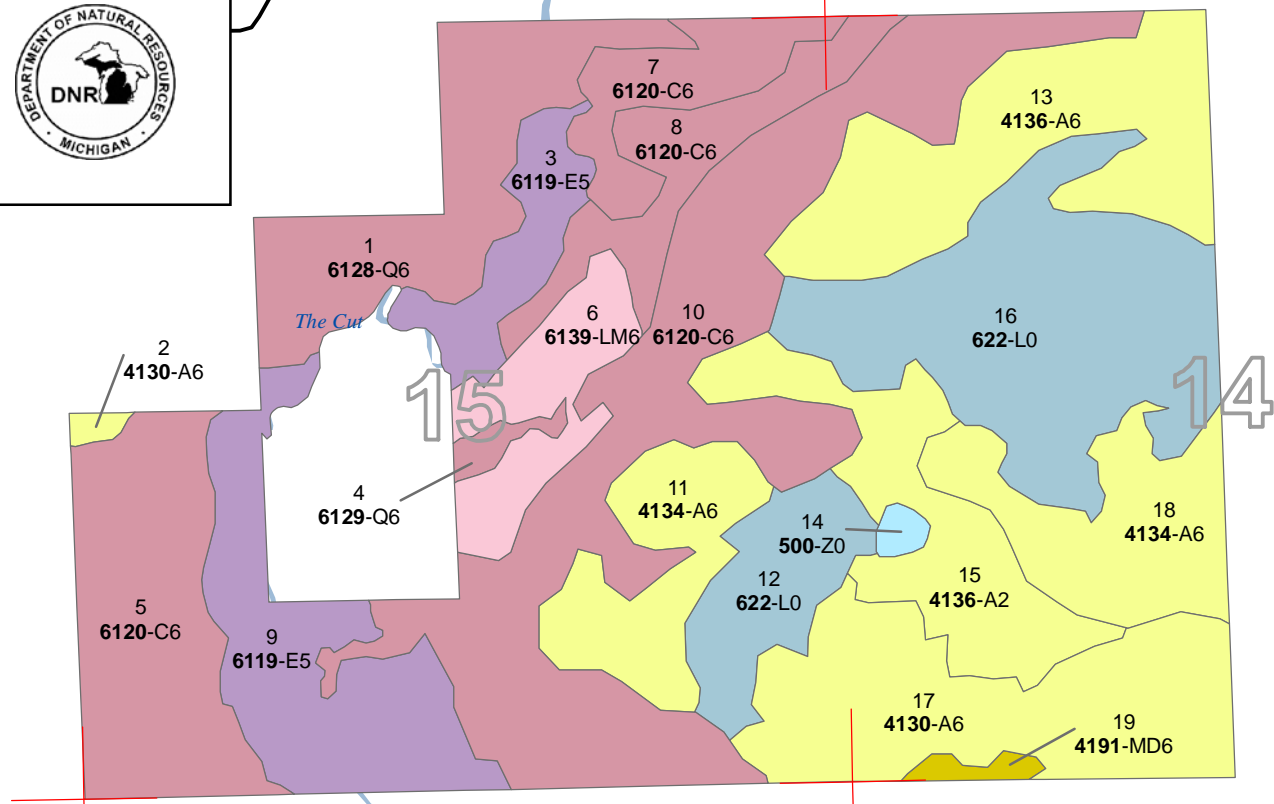 DEPARTMENT OF NATURAL RESOURCES
DNR
MICHIGAN
7
6120-C6
13
4136-A6
8
6120-C6
3
6119-E5
1
6128-Q6
The Cut
6
6139-LM6
10
6120-C6
16
622-L0
2
4130-A6
15
14
11
4134-A6
4
6129-Q6
14
500-Z0
18
4134-A6
12
622-L0
15
4136-A2
5
6120-C6
9
6119-E5
17
4130-A6
19
4191-MD6